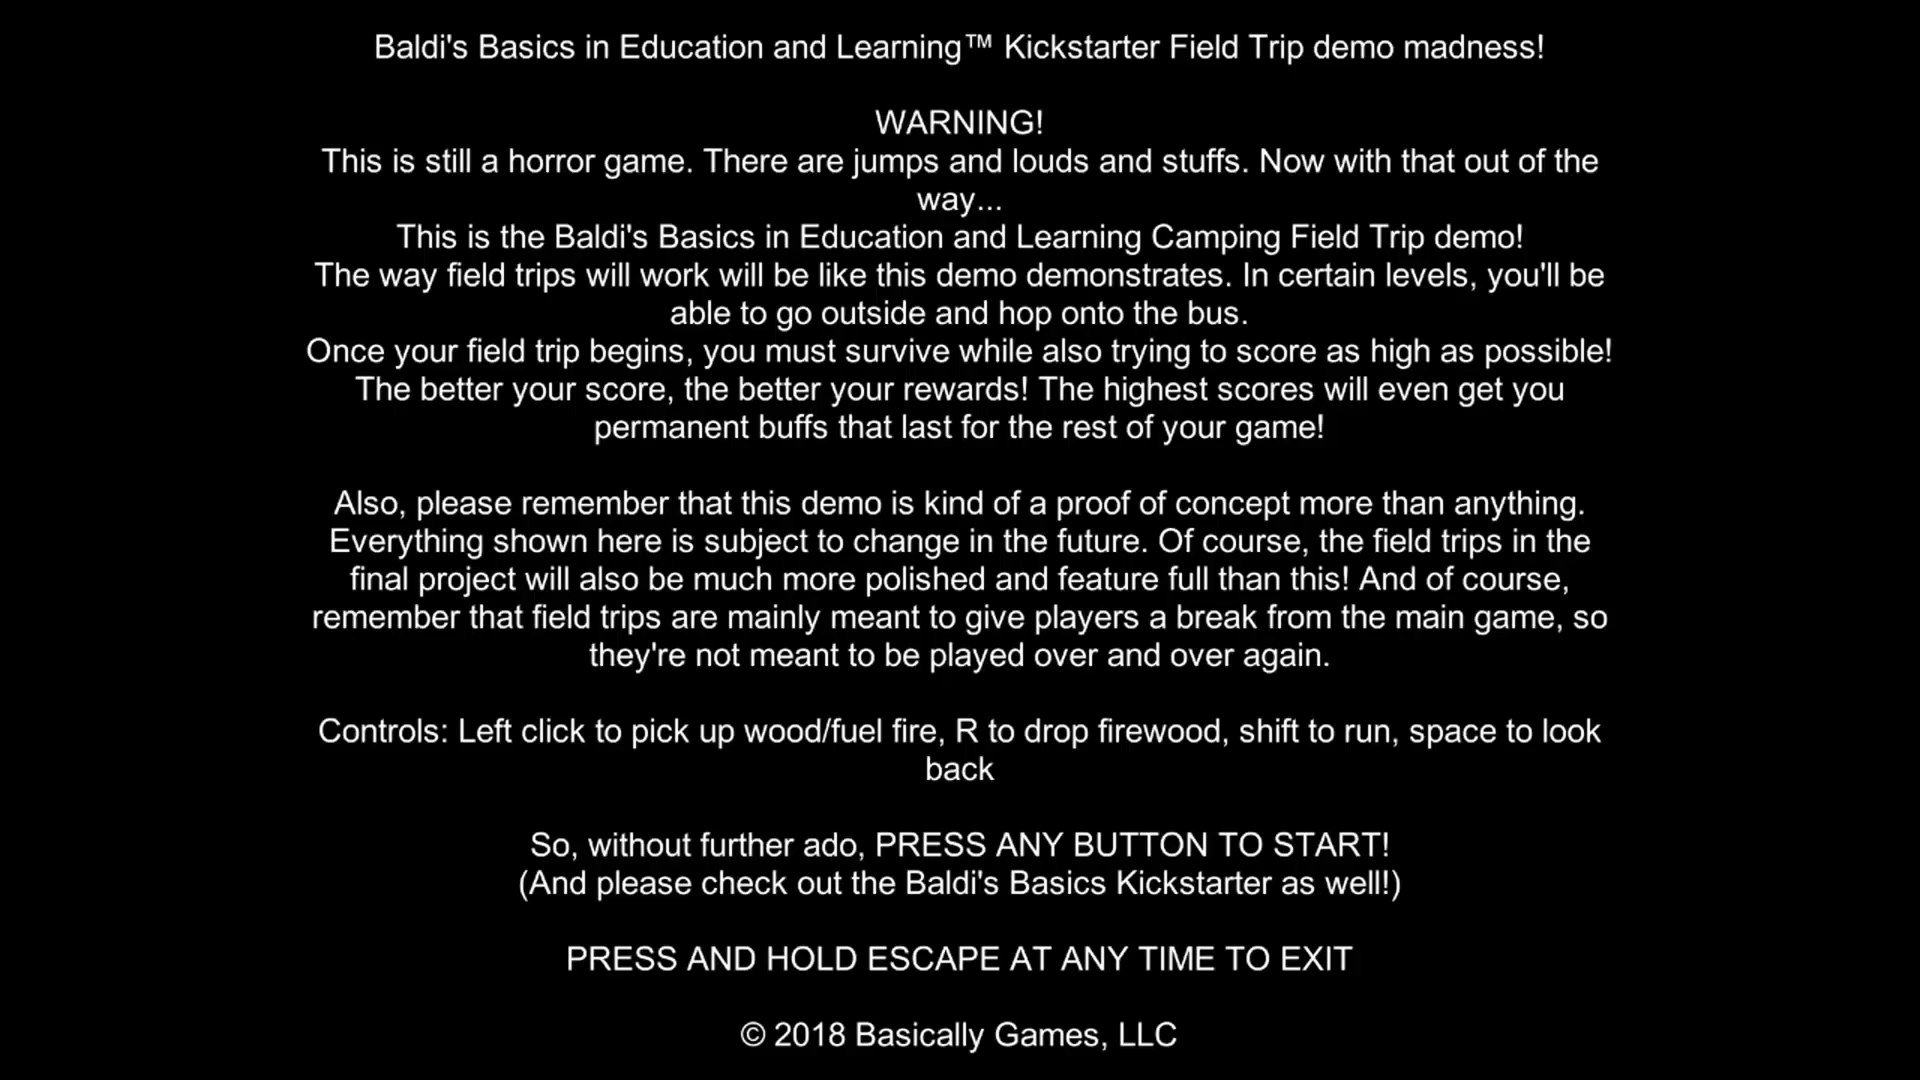 Baldi's Basics in Education and Learning™ Kickstarter Field Trip demo madness!
WARNING!
This is still a horror game. There are jumps and louds and stuffs. Now with that out of the
way...
This is the Baldi's Basics in Education and Learning Camping Field Trip demo!
The way field trips will work will be like this demo demonstrates. In certain levels, you'll be
able to go outside and hop onto the bus.
Once your field trip begins, you must survive while also trying to score as high as possible!
The better your score, the better your rewards! The highest scores will even get you
permanent buffs that last for the rest of your game!
Also, please remember that this demo is kind of a proof of concept more than anything.
Everything shown here is subject to change in the future. Of course, the field trips in the
final project will also be much more polished and feature full than this! And of course,
remember that field trips are mainly meant to give players a break from the main game, so
they're not meant to be played over and over again.
Controls: Left click to pick up wood/fuel fire, R to drop firewood, shift to run, space to look
back
So, without further ado, PRESS ANY BUTTON TO START!
(And please check out the Baldi's Basics Kickstarter as well!)
PRESS AND HOLD ESCAPE AT ANY TIME TO EXIT
© 2018 Basically Games, LLC